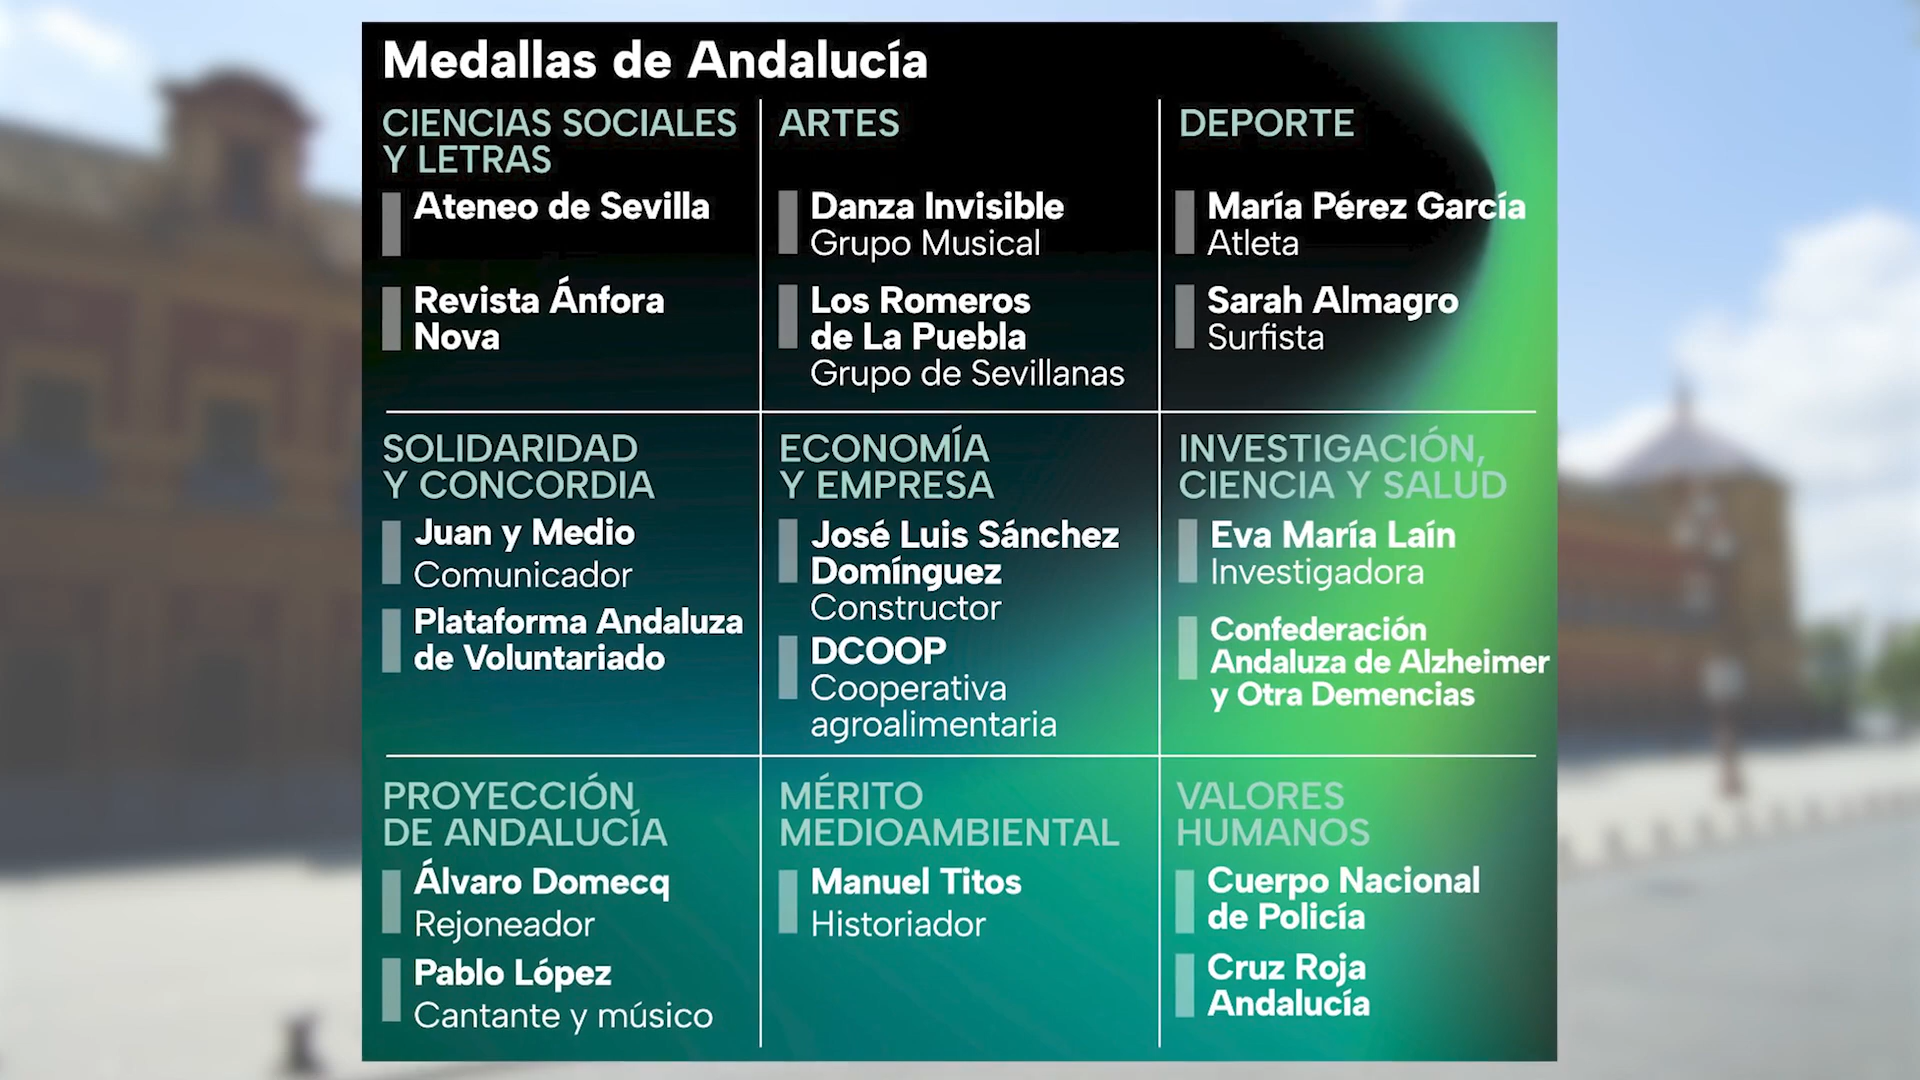 Medallas de Andalucía
CIENCIAS SOCIALES
Y LETRAS
Ateneo de Sevilla
Revista Ánfora
Nova
ARTES
Danza Invisible
Grupo Musical
Los Romeros
de La Puebla
Grupo de Sevillanas
DEPORTE
María Pérez García
Atleta
Sarah Almagro
Surfista
SOLIDARIDAD
Y CONCORDIA
Juan y Medio
Comunicador
Plataforma Andaluza
de Voluntariado
ECONOMÍA
Y EMPRESA
José Luis Sánchez
Domínguez
Constructor
DCOOP
Cooperativa
agroalimentaria
INVESTIGACIÓN,
CIENCIA Y SALUD
Eva María Laín
Investigadora
Confederación
Andaluza de Alzheimer
y Otra Demencias
PROYECCIÓN
DE ANDALUCÍA
Álvaro Domecq
Rejoneador
Pablo López
Cantante y músico
MÉRITO
MEDIOAMBIENTAL
Manuel Titos
Historiador
VALORES
HUMANOS
Cuerpo Nacional
de Policía
Cruz Roja
Andalucía